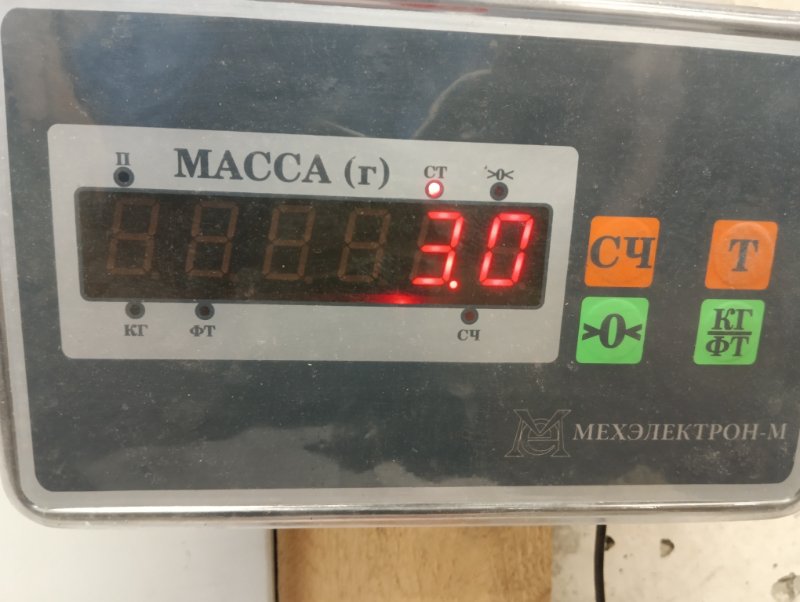 П МАССА (г) СТ >0<
3.0
КГ ФТ СЧ
СЧ Т
>0< КГ
ФТ
МЕХЭЛЕКТРОН-М